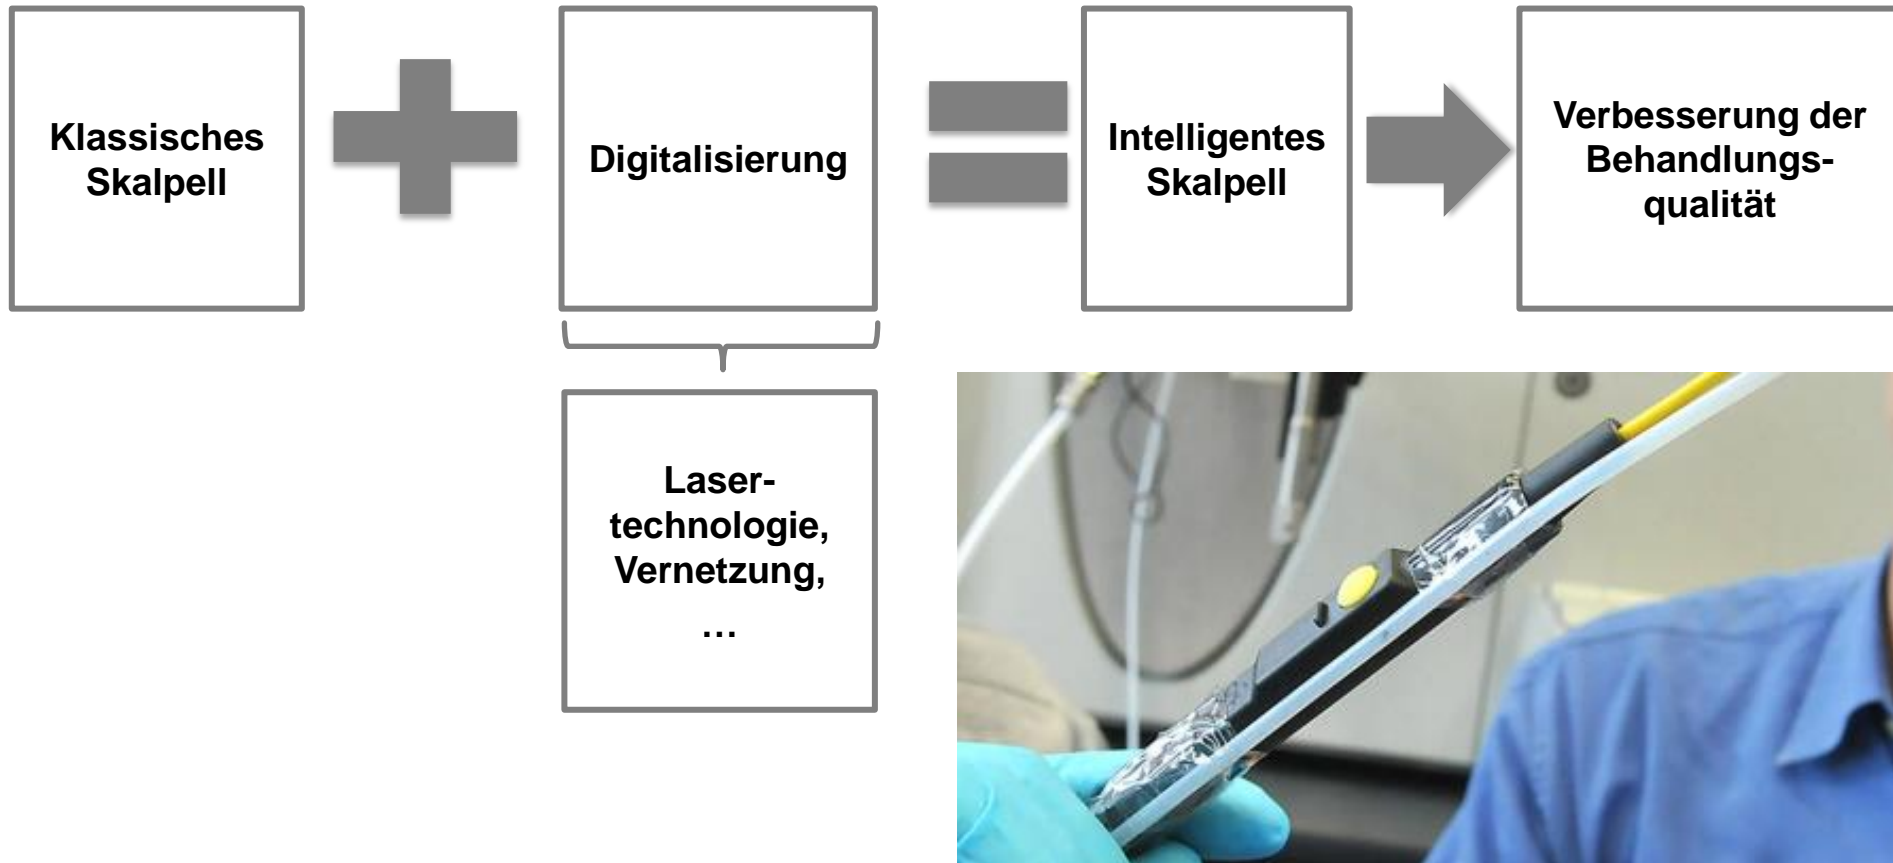 Klassisches
Skalpell
Digitalisierung
Intelligentes
Skalpell
Verbesserung der
Behandlungs-
qualität
Laser-
technologie,
Vernetzung,
…